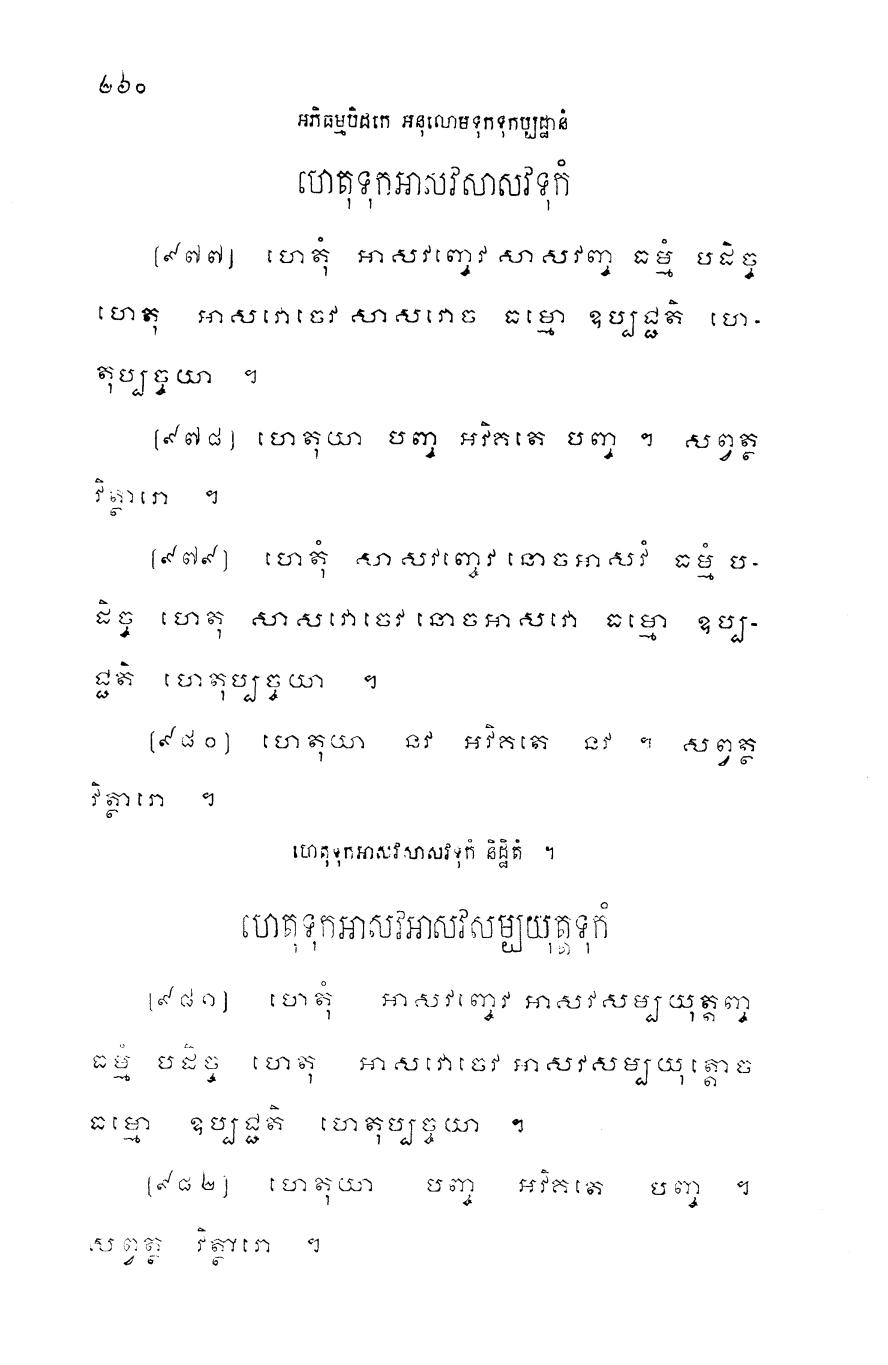 ២៦០
អភិធម្មបិដកេ អនុលោមទុកទុកប្បដ្ឋានំ
ហេតុទុកអាសវសាសវទុកំ
[៩៧៧] ហេតុំ អាសវញ្ចេវ សាសវញ្ច ធម្មំ បដិច្ច
ហេតុ អាសវោចេវ សាសវោច ធម្មោ ឧប្បជ្ជតិ ហេ-
តុប្បច្ចយា ។
[៩៧៨] ហេតុយា បញ្ច អវិគតេ បញ្ច ។ សព្វត្ថ
វិត្ថារោ ។
[៩៧៩] ហេតុំ សាសវញ្ចេវ នោចអាសវំ ធម្មំ ប-
ដិច្ច ហេតុ សាសវោចេវ នោចអាសវោ ធម្មោ ឧប្ប-
ជ្ជតិ ហេតុប្បច្ចយា ។
[៩៨០] ហេតុយា នវ អវិគតេ នវ ។ សព្វត្ថ
វិត្ថារោ ។
ហេតុទុកអាសវសាសវទុកំ និដ្ឋិតំ ។
ហេតុទុកអាសវអាសវសម្បយុត្តទុកំ
[៩៨១] ហេតុំ អាសវញ្ចេវ អាសវសម្បយុត្តញ្ច
ធម្មំ បដិច្ច ហេតុ អាសវោចេវ អាសវសម្បយុត្តោច
ធម្មោ ឧប្បជ្ជតិ ហេតុប្បច្ចយា ។
[៩៨២] ហេតុយា បញ្ច អវិគតេ បញ្ច ។
សព្វត្ថ វិត្ថារោ ។